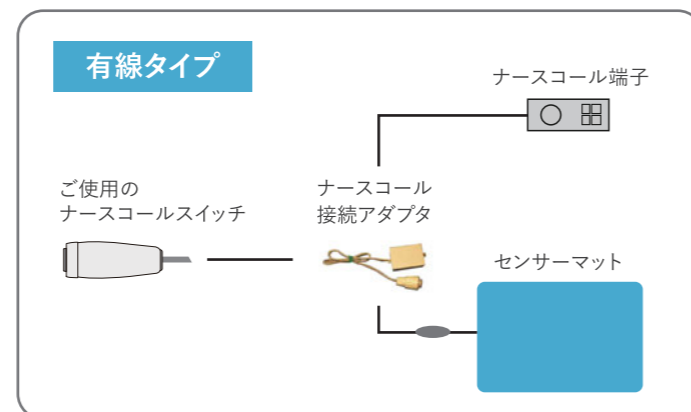 有線タイプ
ナースコール端子
ご使用の
ナースコールスイッチ
ナースコール
接続アダプタ
センサーマット